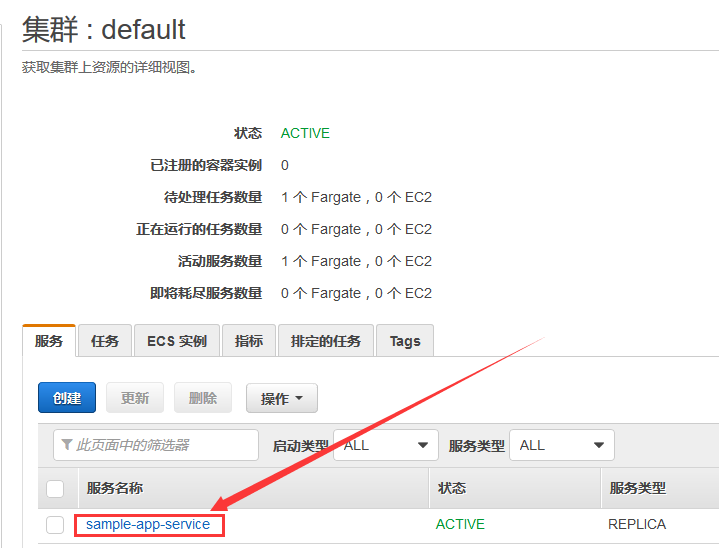 集群 : default
获取集群上资源的详细视图。
状态 ACTIVE
已注册的容器实例 0
待处理任务数量 1 个 Fargate，0 个 EC2
正在运行的任务数量 0 个 Fargate，0 个 EC2
活动服务数量 1 个 Fargate，0 个 EC2
即将耗尽服务数量 0 个 Fargate，0 个 EC2
服务 任务 ECS 实例 指标 排定的任务 Tags
创建 更新 删除 操作
此页面中的筛选器 启动类型 ALL 服务类型 ALL
服务名称 状态 服务类型
sample-app-service ACTIVE REPLICA